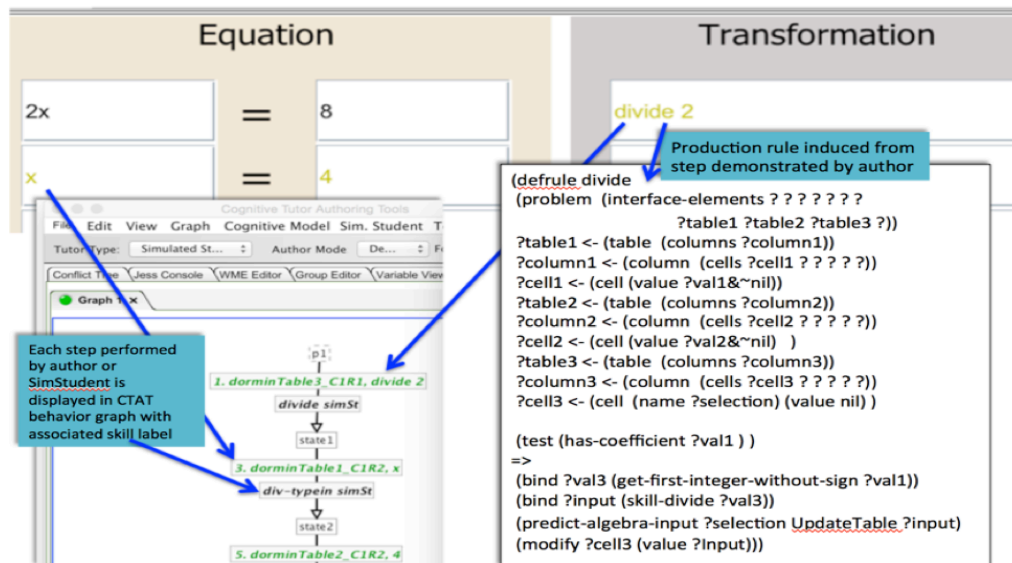 Equation
Transformation
2x = 8
divide 2
x = 4
Production rule induced from
step demonstrated by author
(defrule divide
(problem (interface-elements ? ? ? ? ? ? ?
?table1 ?table2 ?table3 ?))
?table1 <- (table (columns ?column1))
?column1 <- (column (cells ?cell1 ? ? ? ? ?))
?cell1 <- (cell (value ?val1&~nil))
?table2 <- (table (columns ?column2))
?column2 <- (column (cells ?cell2 ? ? ? ? ?))
?cell2 <- (cell (value ?val2&~nil) )
?table3 <- (table (columns ?column3))
?column3 <- (column (cells ?cell3 ? ? ? ? ?))
?cell3 <- (cell (name ?selection) (value nil) )
(test (has-coefficient ?val1 ) )
=>
(bind ?val3 (get-first-integer-without-sign ?val1))
(bind ?input (skill-divide ?val3))
(predict-algebra-input ?selection UpdateTable ?input)
(modify ?cell3 (value ?Input)))
Cognitive Tutor Authoring Tools
File Edit View Graph Cognitive Model Sim. Student T
Tutor Type: Simulated St... Author Mode De... F
Conflict Tree Jess Console WME Editor Group Editor Variable View
Graph 1 x
Each step performed
by author or
SimStudent is
displayed in CTAT
behavior graph with
associated skill label
p1
1. dorminTable3_C1R1, divide 2
divide simSt
state1
3. dorminTable1_C1R2, x
div-typein simSt
state2
5. dorminTable2_C1R2, 4